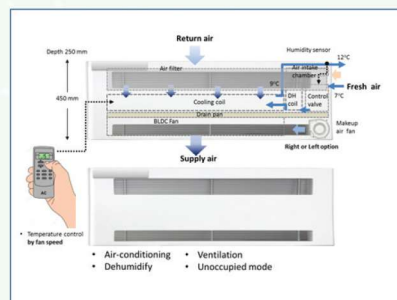 Return air
Depth 250 mm
Humidity sensor
12°C
Air filter
Air intake
chamber
Fresh air
9°C
450 mm
Cooling coil
DH
coil
Control
valve
7°C
Drain pan
BLDC Fan
Makeup
air fan
Supply air
Right or Left option
AC
• Temperature control
by fan speed
• Air-conditioning
• Dehumidify
• Ventilation
• Unoccupied mode